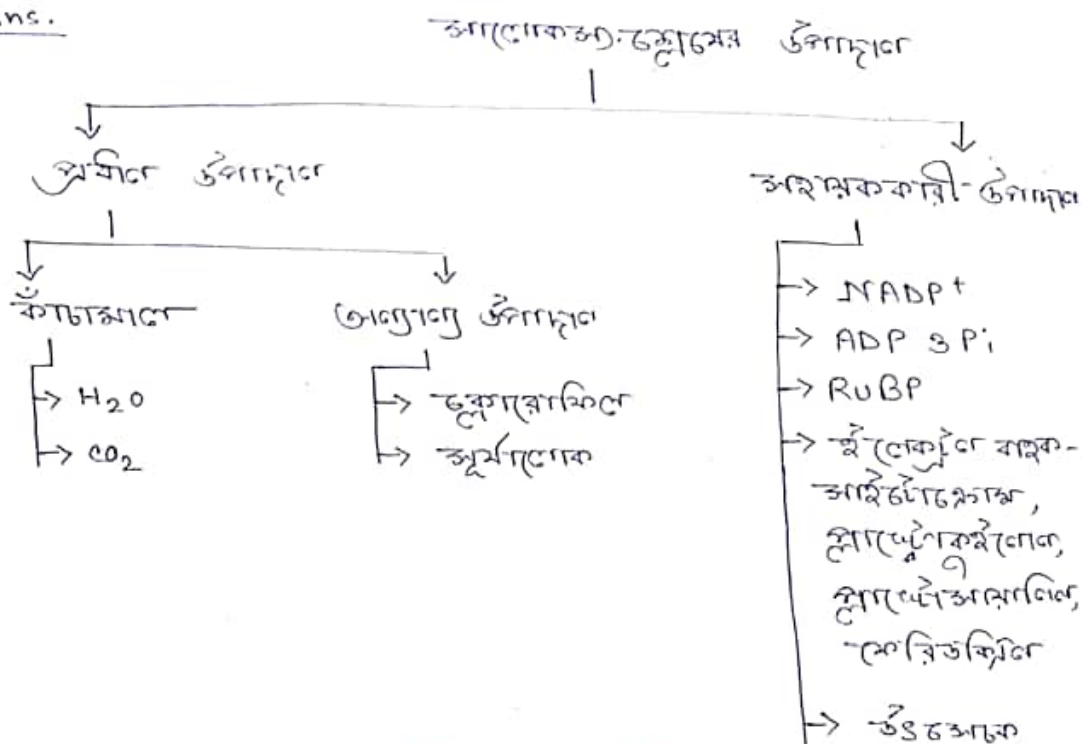 Ans.
সালোকসংশ্লেষের উপাদান
প্রধান উপাদান
সহায়ককারী উপাদান
কাঁচামাল
→ H2O
→ CO2
অন্যান্য উপাদান
→ ক্লোরোফিল
→ সূর্যালোক
→ NADP+
→ ADP ও Pi
→ RuBP
→ ইলেকট্রন বাহক-
সাইটোক্রোম,
প্লাস্টোকুইনোন,
প্লাস্টোসায়ানিন,
ফেরিডক্সিন
→ উৎসেচক